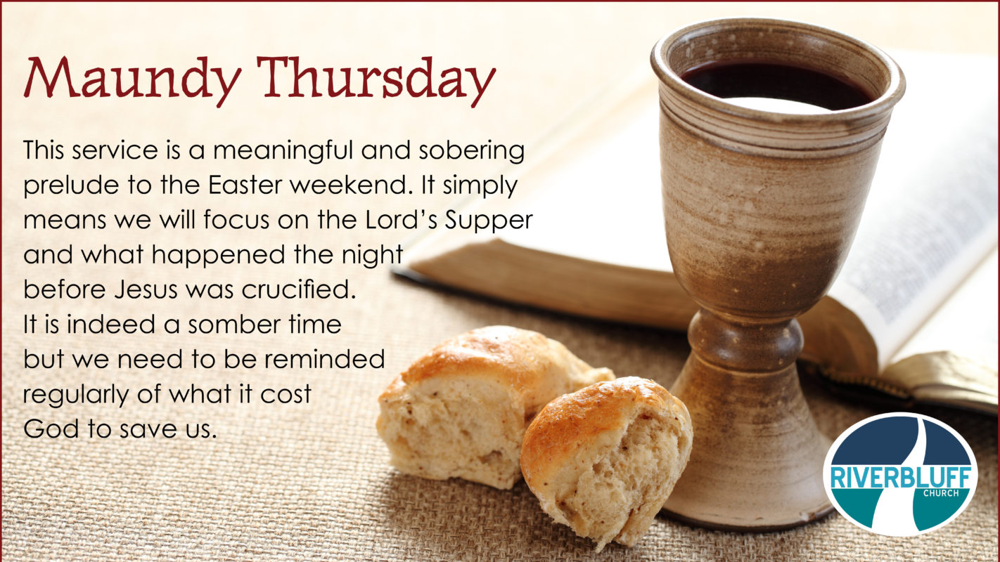 Maundy Thursday
This service is a meaningful and sobering
prelude to the Easter weekend. It simply
means we will focus on the Lord’s Supper
and what happened the night
before Jesus was crucified.
It is indeed a somber time
but we need to be reminded
regularly of what it cost
God to save us.
RIVERBLUFF
CHURCH